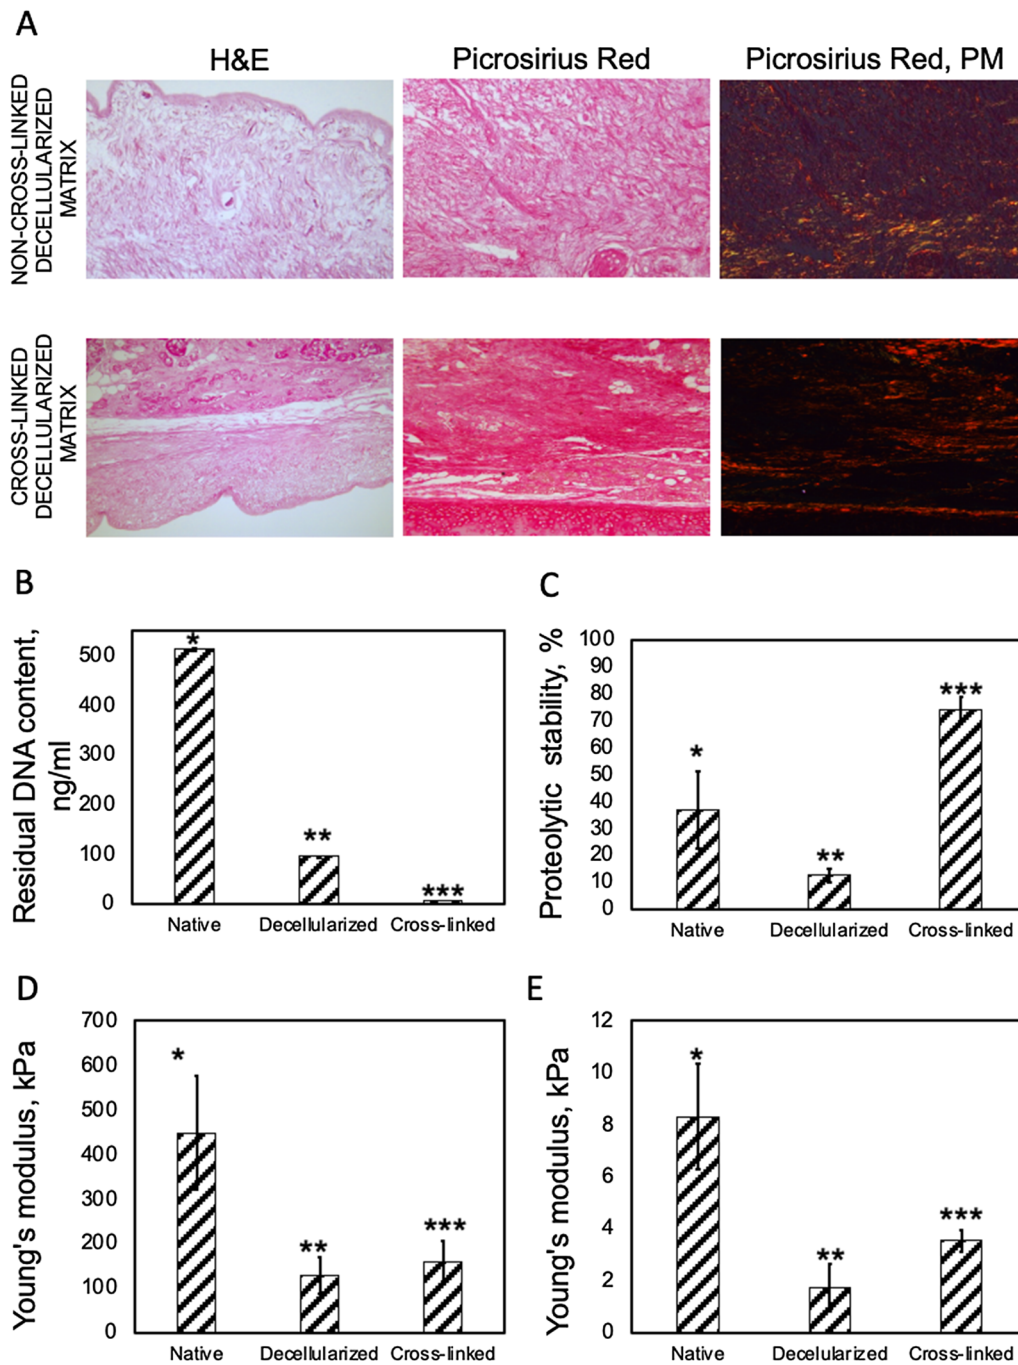 A
H&E
Picrosirius Red
Picrosirius Red, PM
NON-CROSS-LINKED
DECELLULARIZED
MATRIX
CROSS-LINKED
DECELLULARIZED
MATRIX
B
Residual DNA content,
ng/ml
500
400
300
200
100
0
*
**
***
Native
Decellularized
Cross-linked
C
Proteolytic stability, %
100
90
80
70
60
50
40
30
20
10
0
*
**
***
Native
Decellularized
Cross-linked
D
Young's modulus, kPa
700
600
500
400
300
200
100
0
*
**
***
Native
Decellularized
Cross-linked
E
Young's modulus, kPa
12
10
8
6
4
2
0
*
**
***
Native
Decellularized
Cross-linked